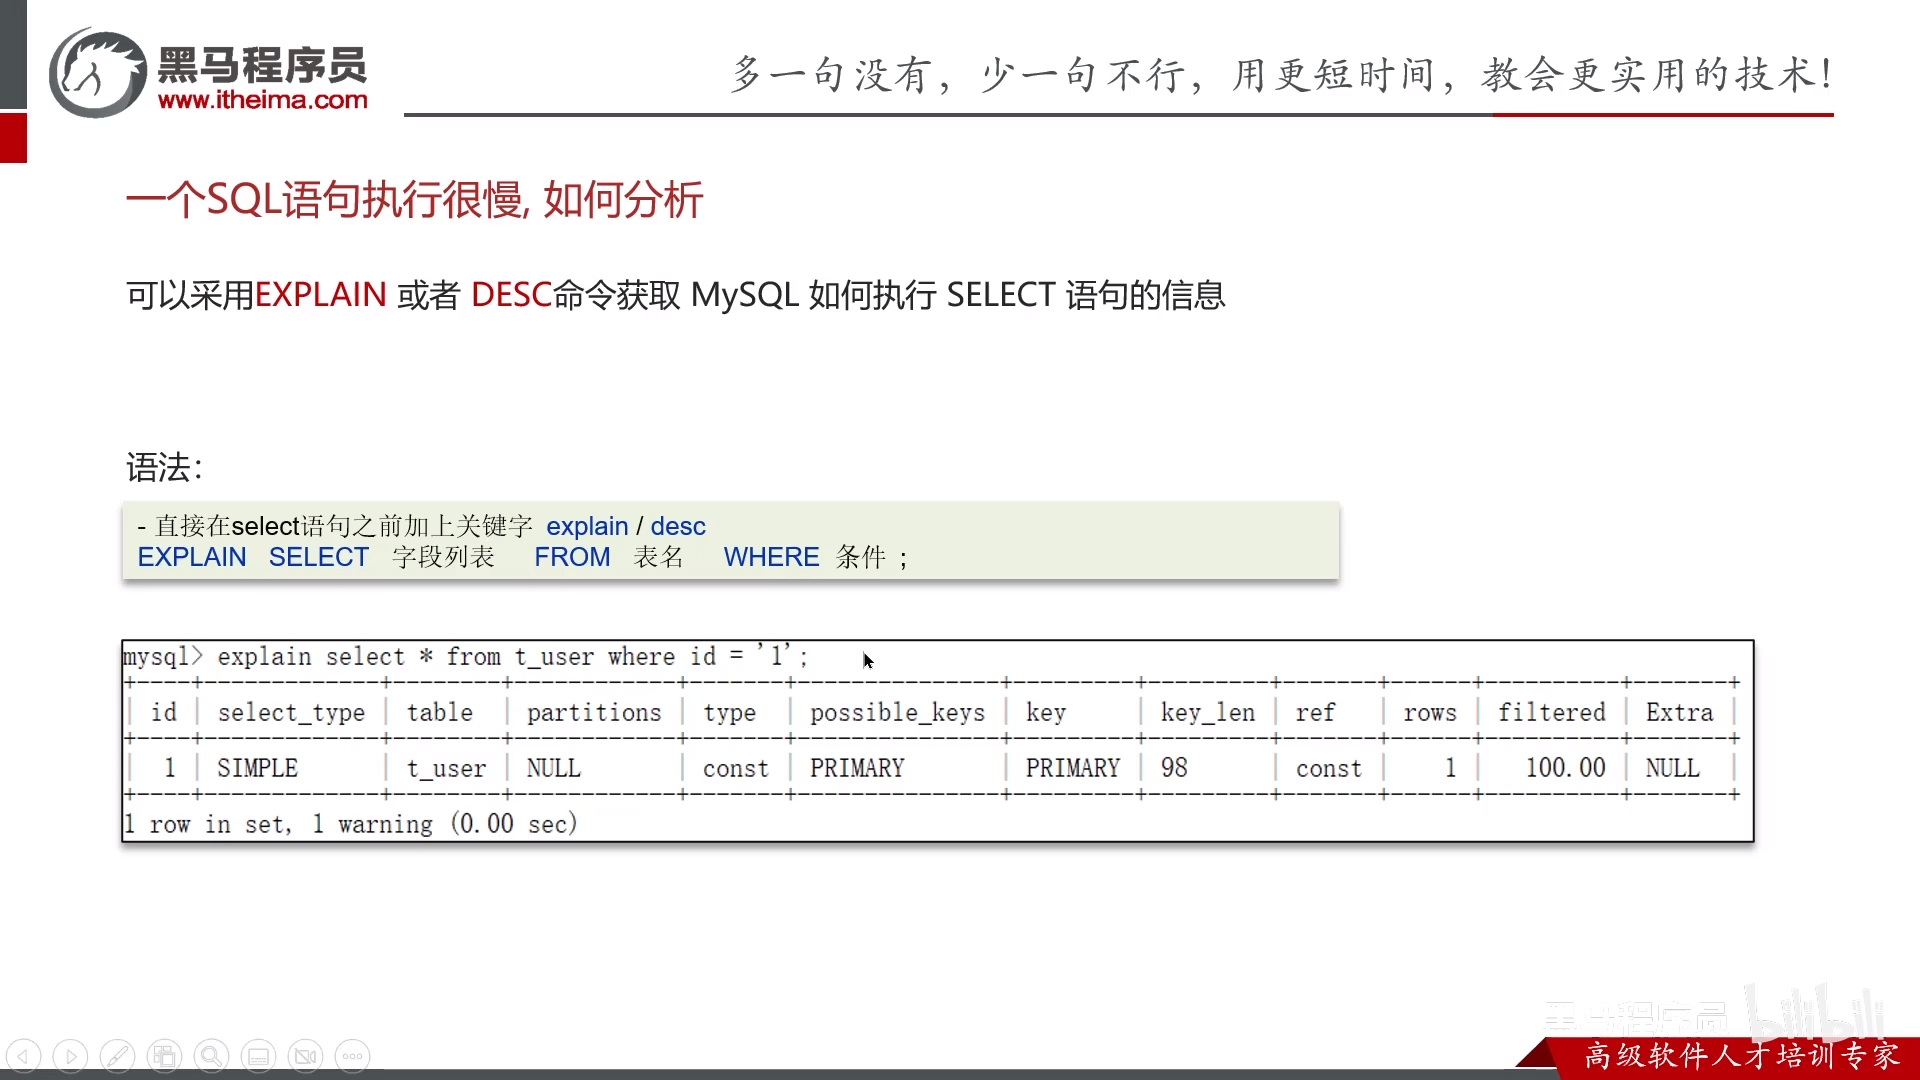 黑马程序员
www.itheima.com
多一句没有，少一句不行，用更短时间，教会更实用的技术!
一个SQL语句执行很慢, 如何分析
可以采用EXPLAIN 或者 DESC命令获取 MySQL 如何执行 SELECT 语句的信息
语法：
- 直接在select语句之前加上关键字 explain / desc
EXPLAIN SELECT 字段列表 FROM 表名 WHERE 条件 ;
mysql> explain select * from t_user where id = '1';
+----+-------------+--------+------------+-------+---------------+---------+---------+-------+------+----------+-------+
| id | select_type | table | partitions | type | possible_keys | key | key_len | ref | rows | filtered | Extra |
+----+-------------+--------+------------+-------+---------------+---------+---------+-------+------+----------+-------+
| 1 | SIMPLE | t_user | NULL | const | PRIMARY | PRIMARY | 98 | const | 1 | 100.00 | NULL |
+----+-------------+--------+------------+-------+---------------+---------+---------+-------+------+----------+-------+
1 row in set, 1 warning (0.00 sec)
黑马程序员 bilibili
高级软件人才培训专家